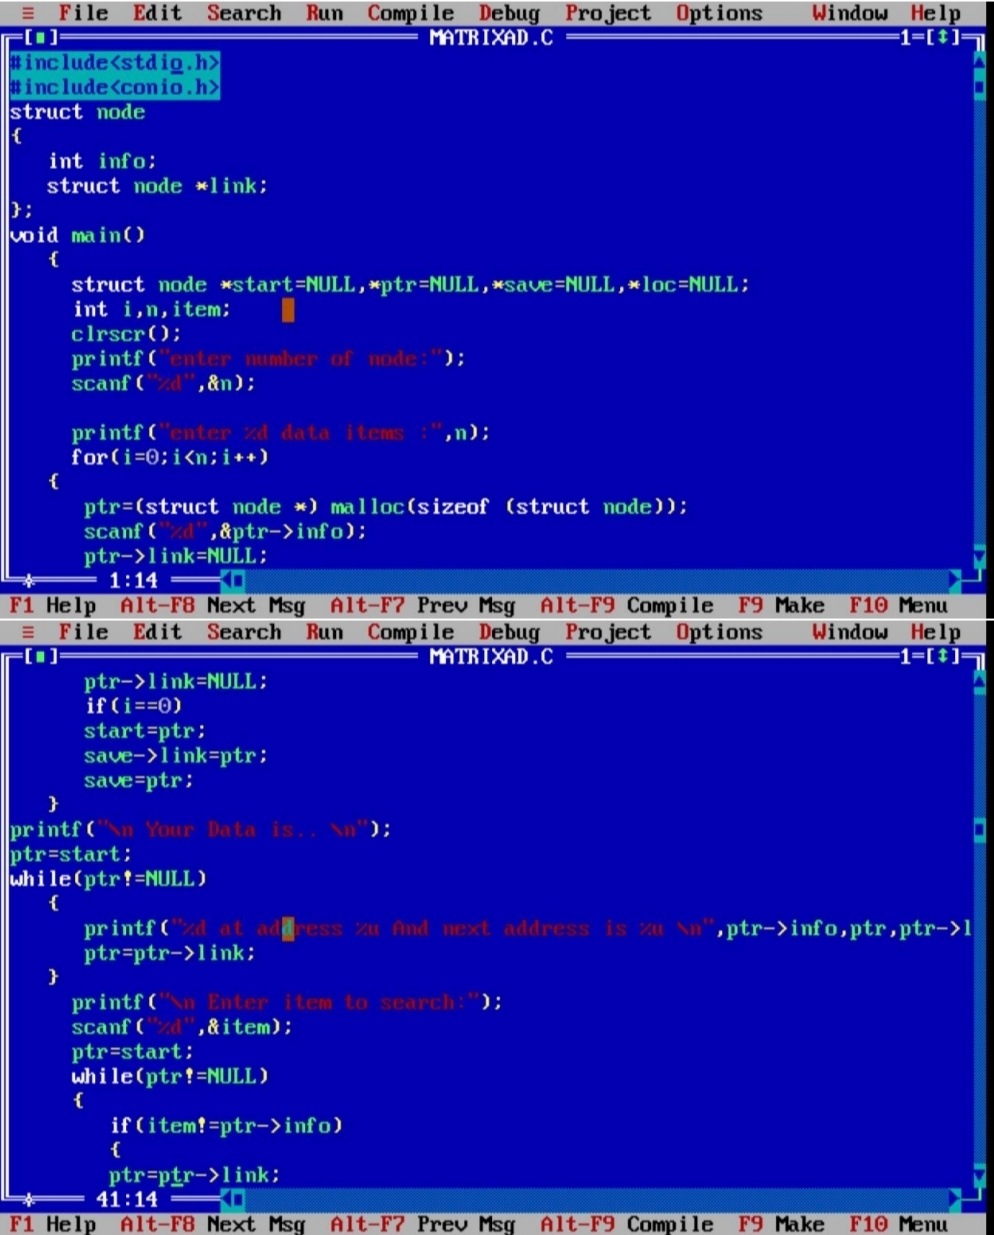 ≡ File Edit Search Run Compile Debug Project Options Window Help
[■] MATRIXAD.C 1=[↕]
#include<stdio.h>
#include<conio.h>
struct node
{
int info;
struct node *link;
};
void main()
{
struct node *start=NULL,*ptr=NULL,*save=NULL,*loc=NULL;
int i,n,item;
clrscr();
printf("enter number of node:");
scanf("%d",&n);
printf("enter %d data items :",n);
for(i=0;i<n;i++)
{
ptr=(struct node *) malloc(sizeof (struct node));
scanf("%d",&ptr->info);
ptr->link=NULL;
1:14
F1 Help Alt-F8 Next Msg Alt-F7 Prev Msg Alt-F9 Compile F9 Make F10 Menu
≡ File Edit Search Run Compile Debug Project Options Window Help
[■] MATRIXAD.C 1=[↕]
ptr->link=NULL;
if(i==0)
start=ptr;
save->link=ptr;
save=ptr;
}
printf("\n Your Data is.. \n");
ptr=start;
while(ptr!=NULL)
{
printf("%d at address %u And next address is %u \n",ptr->info,ptr,ptr->l
ptr=ptr->link;
}
printf("\n Enter item to search:");
scanf("%d",&item);
ptr=start;
while(ptr!=NULL)
{
if(item!=ptr->info)
{
ptr=ptr->link;
41:14
F1 Help Alt-F8 Next Msg Alt-F7 Prev Msg Alt-F9 Compile F9 Make F10 Menu